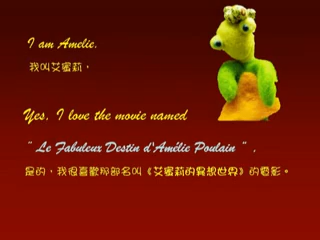 I am Amelie.
我叫艾蜜莉，
Yes, I love the movie named
“ Le Fabuleux Destin d'Amélie Poulain “ ,
是的，我很喜歡那部名叫《艾蜜莉的異想世界》的電影。